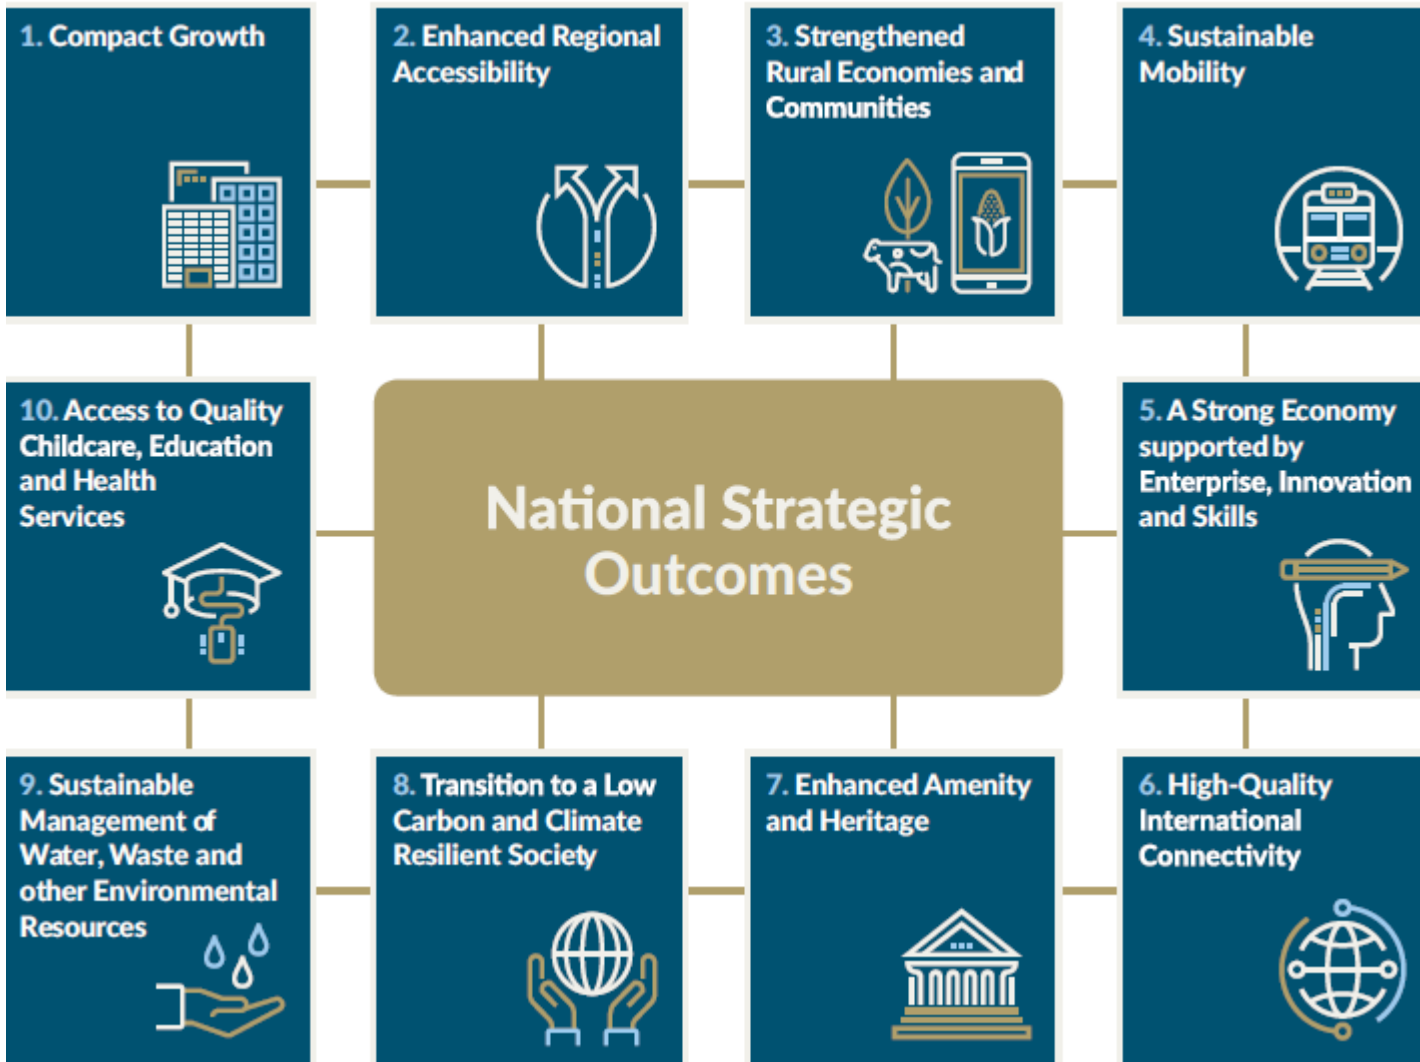 1. Compact Growth
2. Enhanced Regional
Accessibility
3. Strengthened
Rural Economies and
Communities
4. Sustainable
Mobility
10. Access to Quality
Childcare, Education
and Health
Services
National Strategic
Outcomes
5. A Strong Economy
supported by
Enterprise, Innovation
and Skills
9. Sustainable
Management of
Water, Waste and
other Environmental
Resources
8. Transition to a Low
Carbon and Climate
Resilient Society
7. Enhanced Amenity
and Heritage
6. High-Quality
International
Connectivity